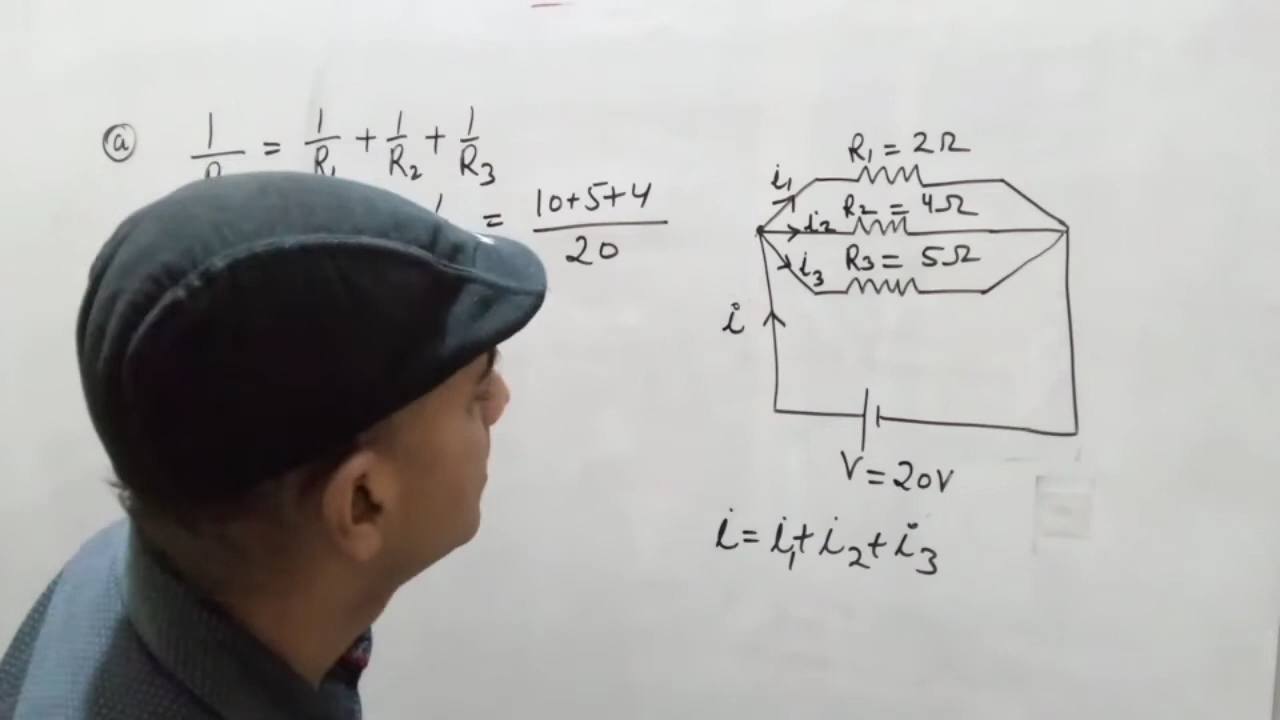 ⓐ 1/R = 1/R₁ + 1/R₂ + 1/R₃
= 10+5+4/20
R₁ = 2Ω
i₁
R₂ = 4Ω
i₂
R₃ = 5Ω
i₃
i
V = 20V
i = i₁ + i₂ + i₃